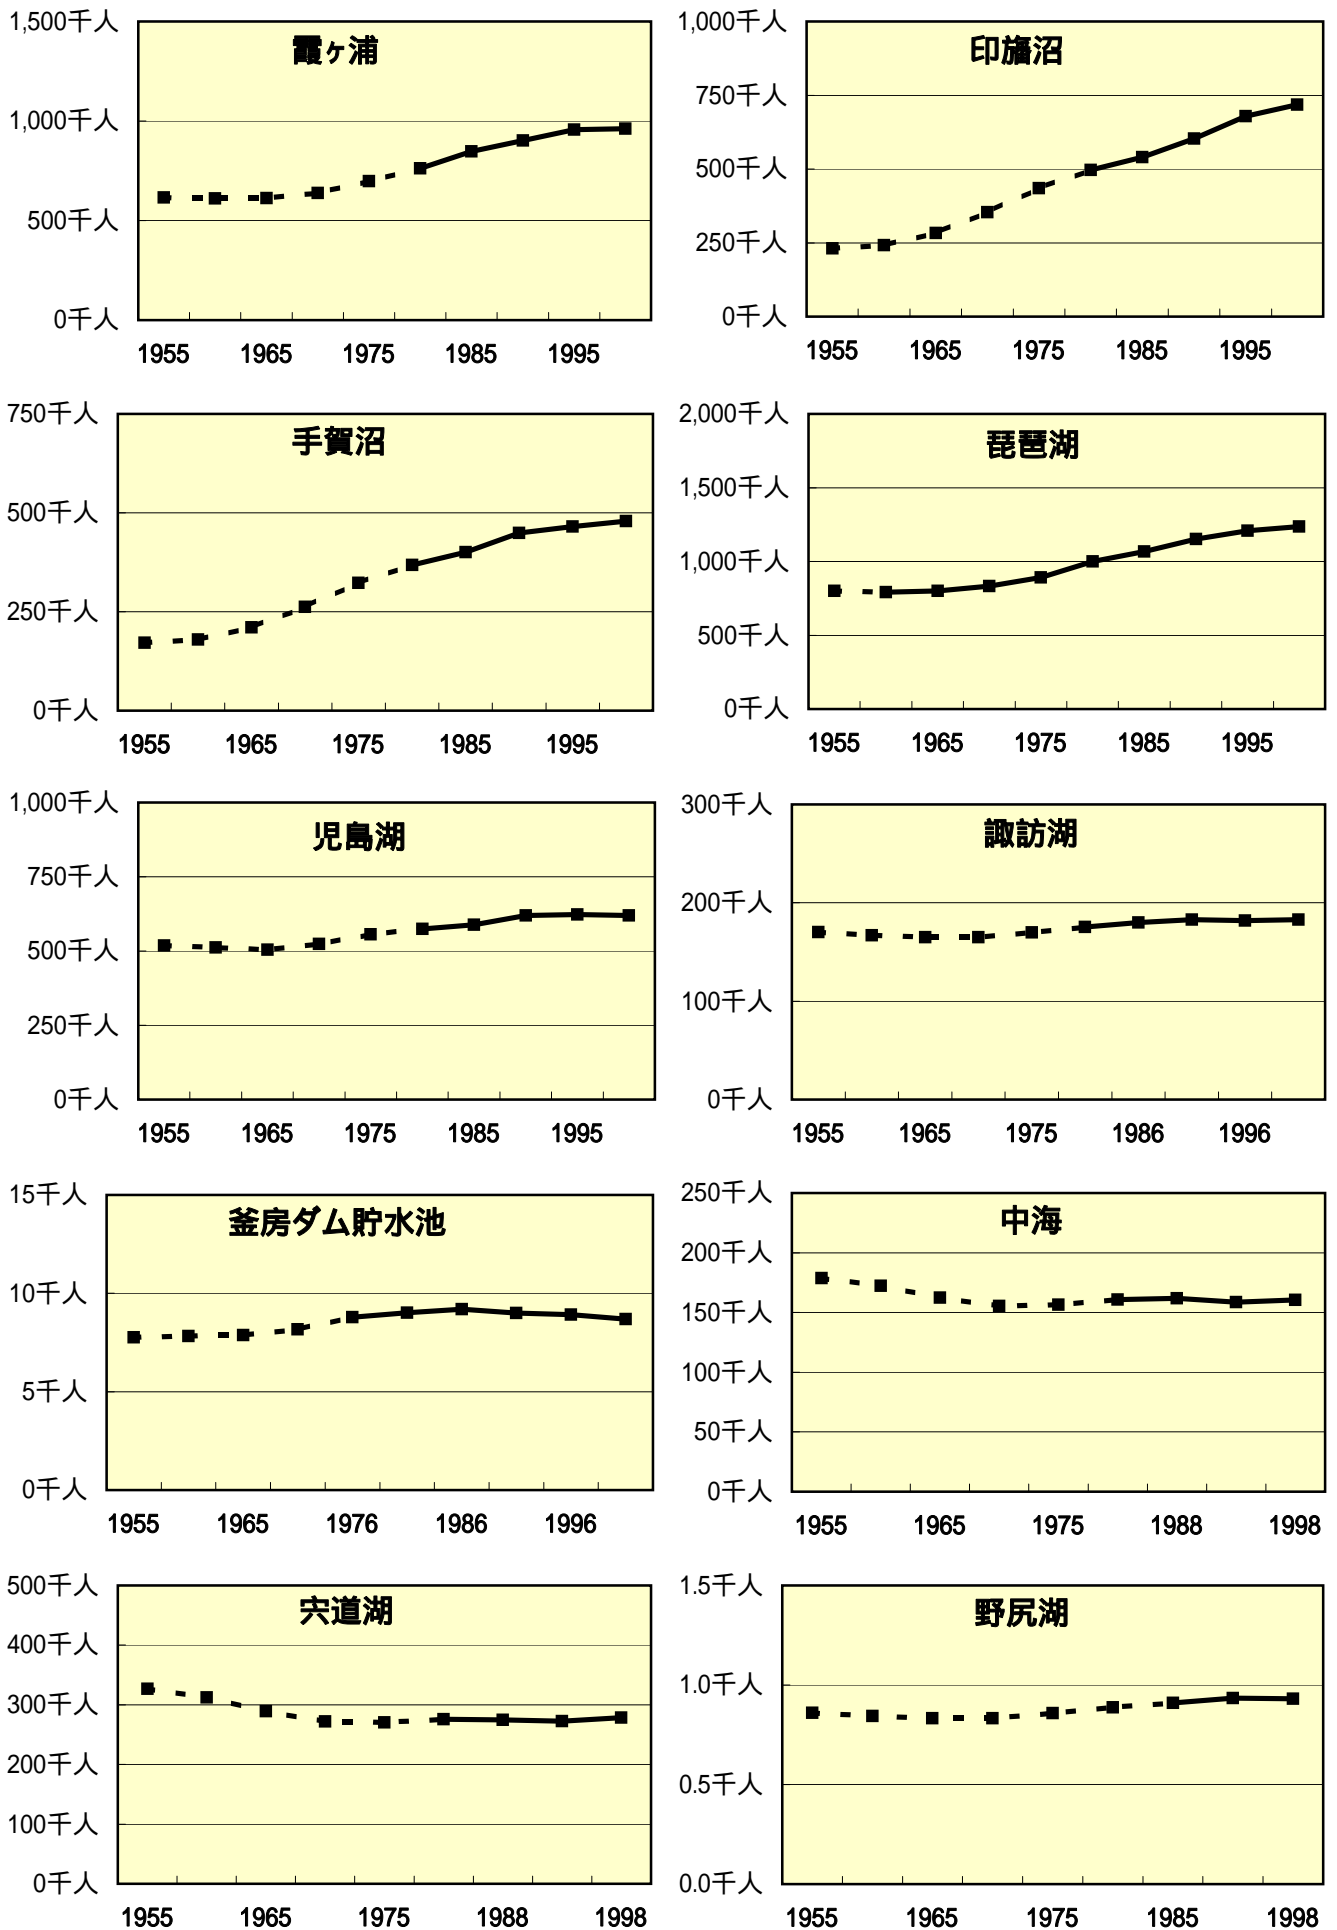 霞ヶ浦
1,500千人
1,000千人
500千人
0千人
1955 1965 1975 1985 1995
印旛沼
1,000千人
750千人
500千人
250千人
0千人
1955 1965 1975 1985 1995
手賀沼
750千人
500千人
250千人
0千人
1955 1965 1975 1985 1995
琵琶湖
2,000千人
1,500千人
1,000千人
500千人
0千人
1955 1965 1975 1985 1995
児島湖
1,000千人
750千人
500千人
250千人
0千人
1955 1965 1975 1985 1995
諏訪湖
300千人
200千人
100千人
0千人
1955 1965 1975 1986 1996
釜房ダム貯水池
15千人
10千人
5千人
0千人
1955 1965 1976 1986 1996
中海
250千人
200千人
150千人
100千人
50千人
0千人
1955 1965 1975 1988 1998
宍道湖
500千人
400千人
300千人
200千人
100千人
0千人
1955 1965 1975 1988 1998
野尻湖
1.5千人
1.0千人
0.5千人
0.0千人
1955 1965 1975 1985 1998